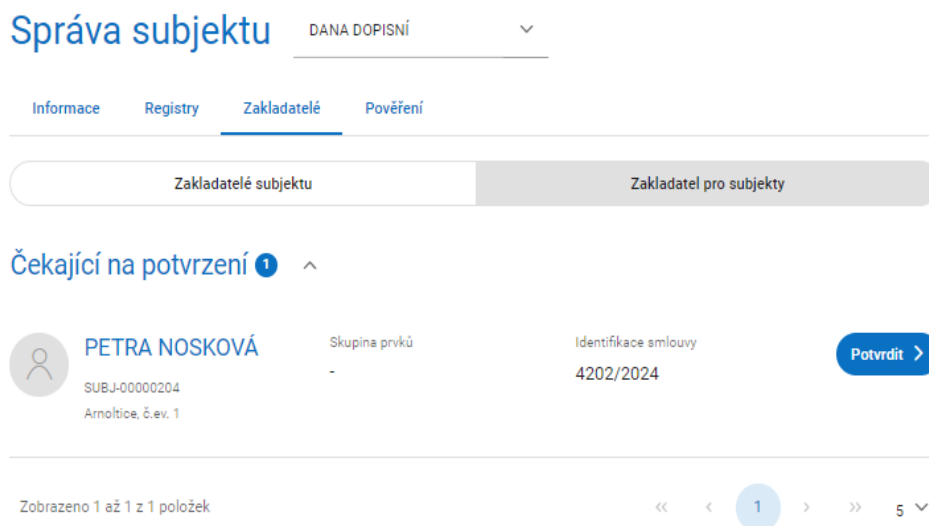 Správa subjektu DANA DOPISNÍ
Informace Registry Zakladatelé Pověření
Zakladatelé subjektu Zakladatel pro subjekty
Čekající na potvrzení 1
PETRA NOSKOVÁ Skupina prvků Identifikace smlouvy Potvrdit
- 4202/2024
SUBJ-00000204
Arnoltice, č.ev. 1
Zobrazeno 1 až 1 z 1 položek << < 1 > >> 5